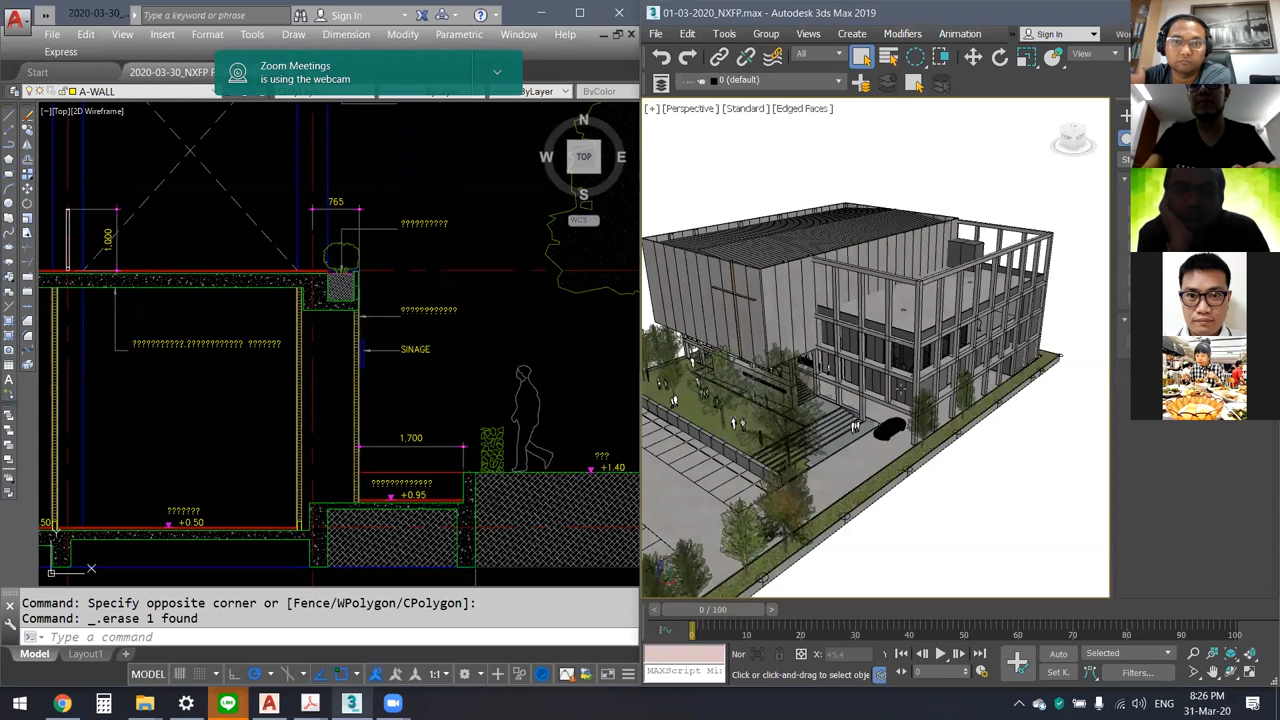 2020-03-30_...
Type a keyword or phrase
Sign In
Edit
View
Insert
Format
Tools
Draw
Dimension
Modify
Parametric
Window
Express
Start
2020-03-30_NXFP
Zoom Meetings
is using the webcam
A-WALL
ByLayer
ByColor
[−][Top][2D Wireframe]
N
W
TOP
E
S
WCS
765
??????????
1,000
????????????
???????????.???????????? ???????
SINAGE
1,700
???
+1.40
?????????????
+0.95
???????
+0.50
50
Command: Specify opposite corner or [Fence/WPolygon/CPolygon]:
Command: _.erase 1 found
Type a command
Model
Layout1
MODEL
1:1
01-03-2020_NXFP.max - Autodesk 3ds Max 2019
File
Edit
Tools
Group
Views
Create
Modifiers
Animation
Sign In
All
View
0 (default)
[+] [Perspective ] [Standard ] [Edged Faces ]
0 / 100
0
10
20
30
40
50
60
70
80
90
100
Nor
X: 45.4
Auto
Selected
MAXScript Mi
Click or click-and-drag to select obje
0
Set K.
Filters...
ENG
8:26 PM
31-Mar-20